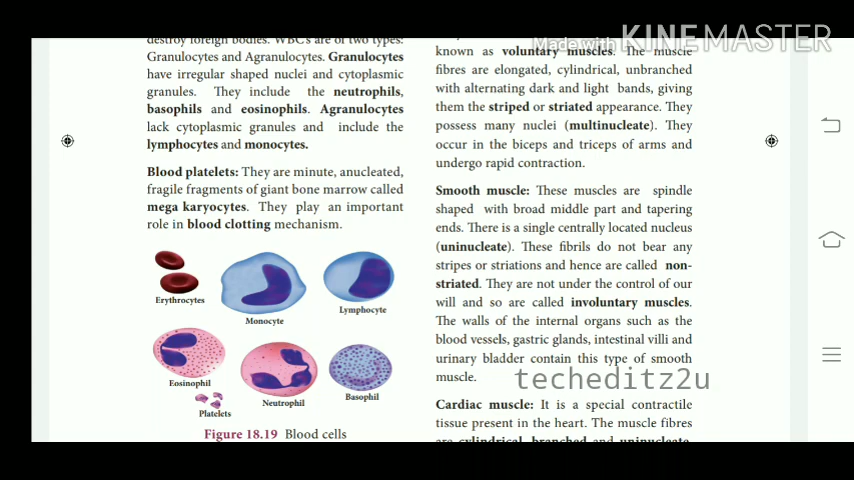 destroy foreign bodies. WBC's are of two types:
Granulocytes and Agranulocytes. Granulocytes
have irregular shaped nuclei and cytoplasmic
granules. They include the neutrophils,
basophils and eosinophils. Agranulocytes
lack cytoplasmic granules and include the
lymphocytes and monocytes.
Blood platelets: They are minute, anucleated,
fragile fragments of giant bone marrow called
mega karyocytes. They play an important
role in blood clotting mechanism.
Erythrocytes
Monocyte
Lymphocyte
Eosinophil
Platelets
Neutrophil
Basophil
Figure 18.19 Blood cells
Made with KINEMASTER
known as voluntary muscles. The muscle
fibres are elongated, cylindrical, unbranched
with alternating dark and light bands, giving
them the striped or striated appearance. They
possess many nuclei (multinucleate). They
occur in the biceps and triceps of arms and
undergo rapid contraction.
Smooth muscle: These muscles are spindle
shaped with broad middle part and tapering
ends. There is a single centrally located nucleus
(uninucleate). These fibrils do not bear any
stripes or striations and hence are called non-
striated. They are not under the control of our
will and so are called involuntary muscles.
The walls of the internal organs such as the
blood vessels, gastric glands, intestinal villi and
urinary bladder contain this type of smooth
muscle.
techeditz2u
Cardiac muscle: It is a special contractile
tissue present in the heart. The muscle fibres
are cylindrical, branched and uninucleate.